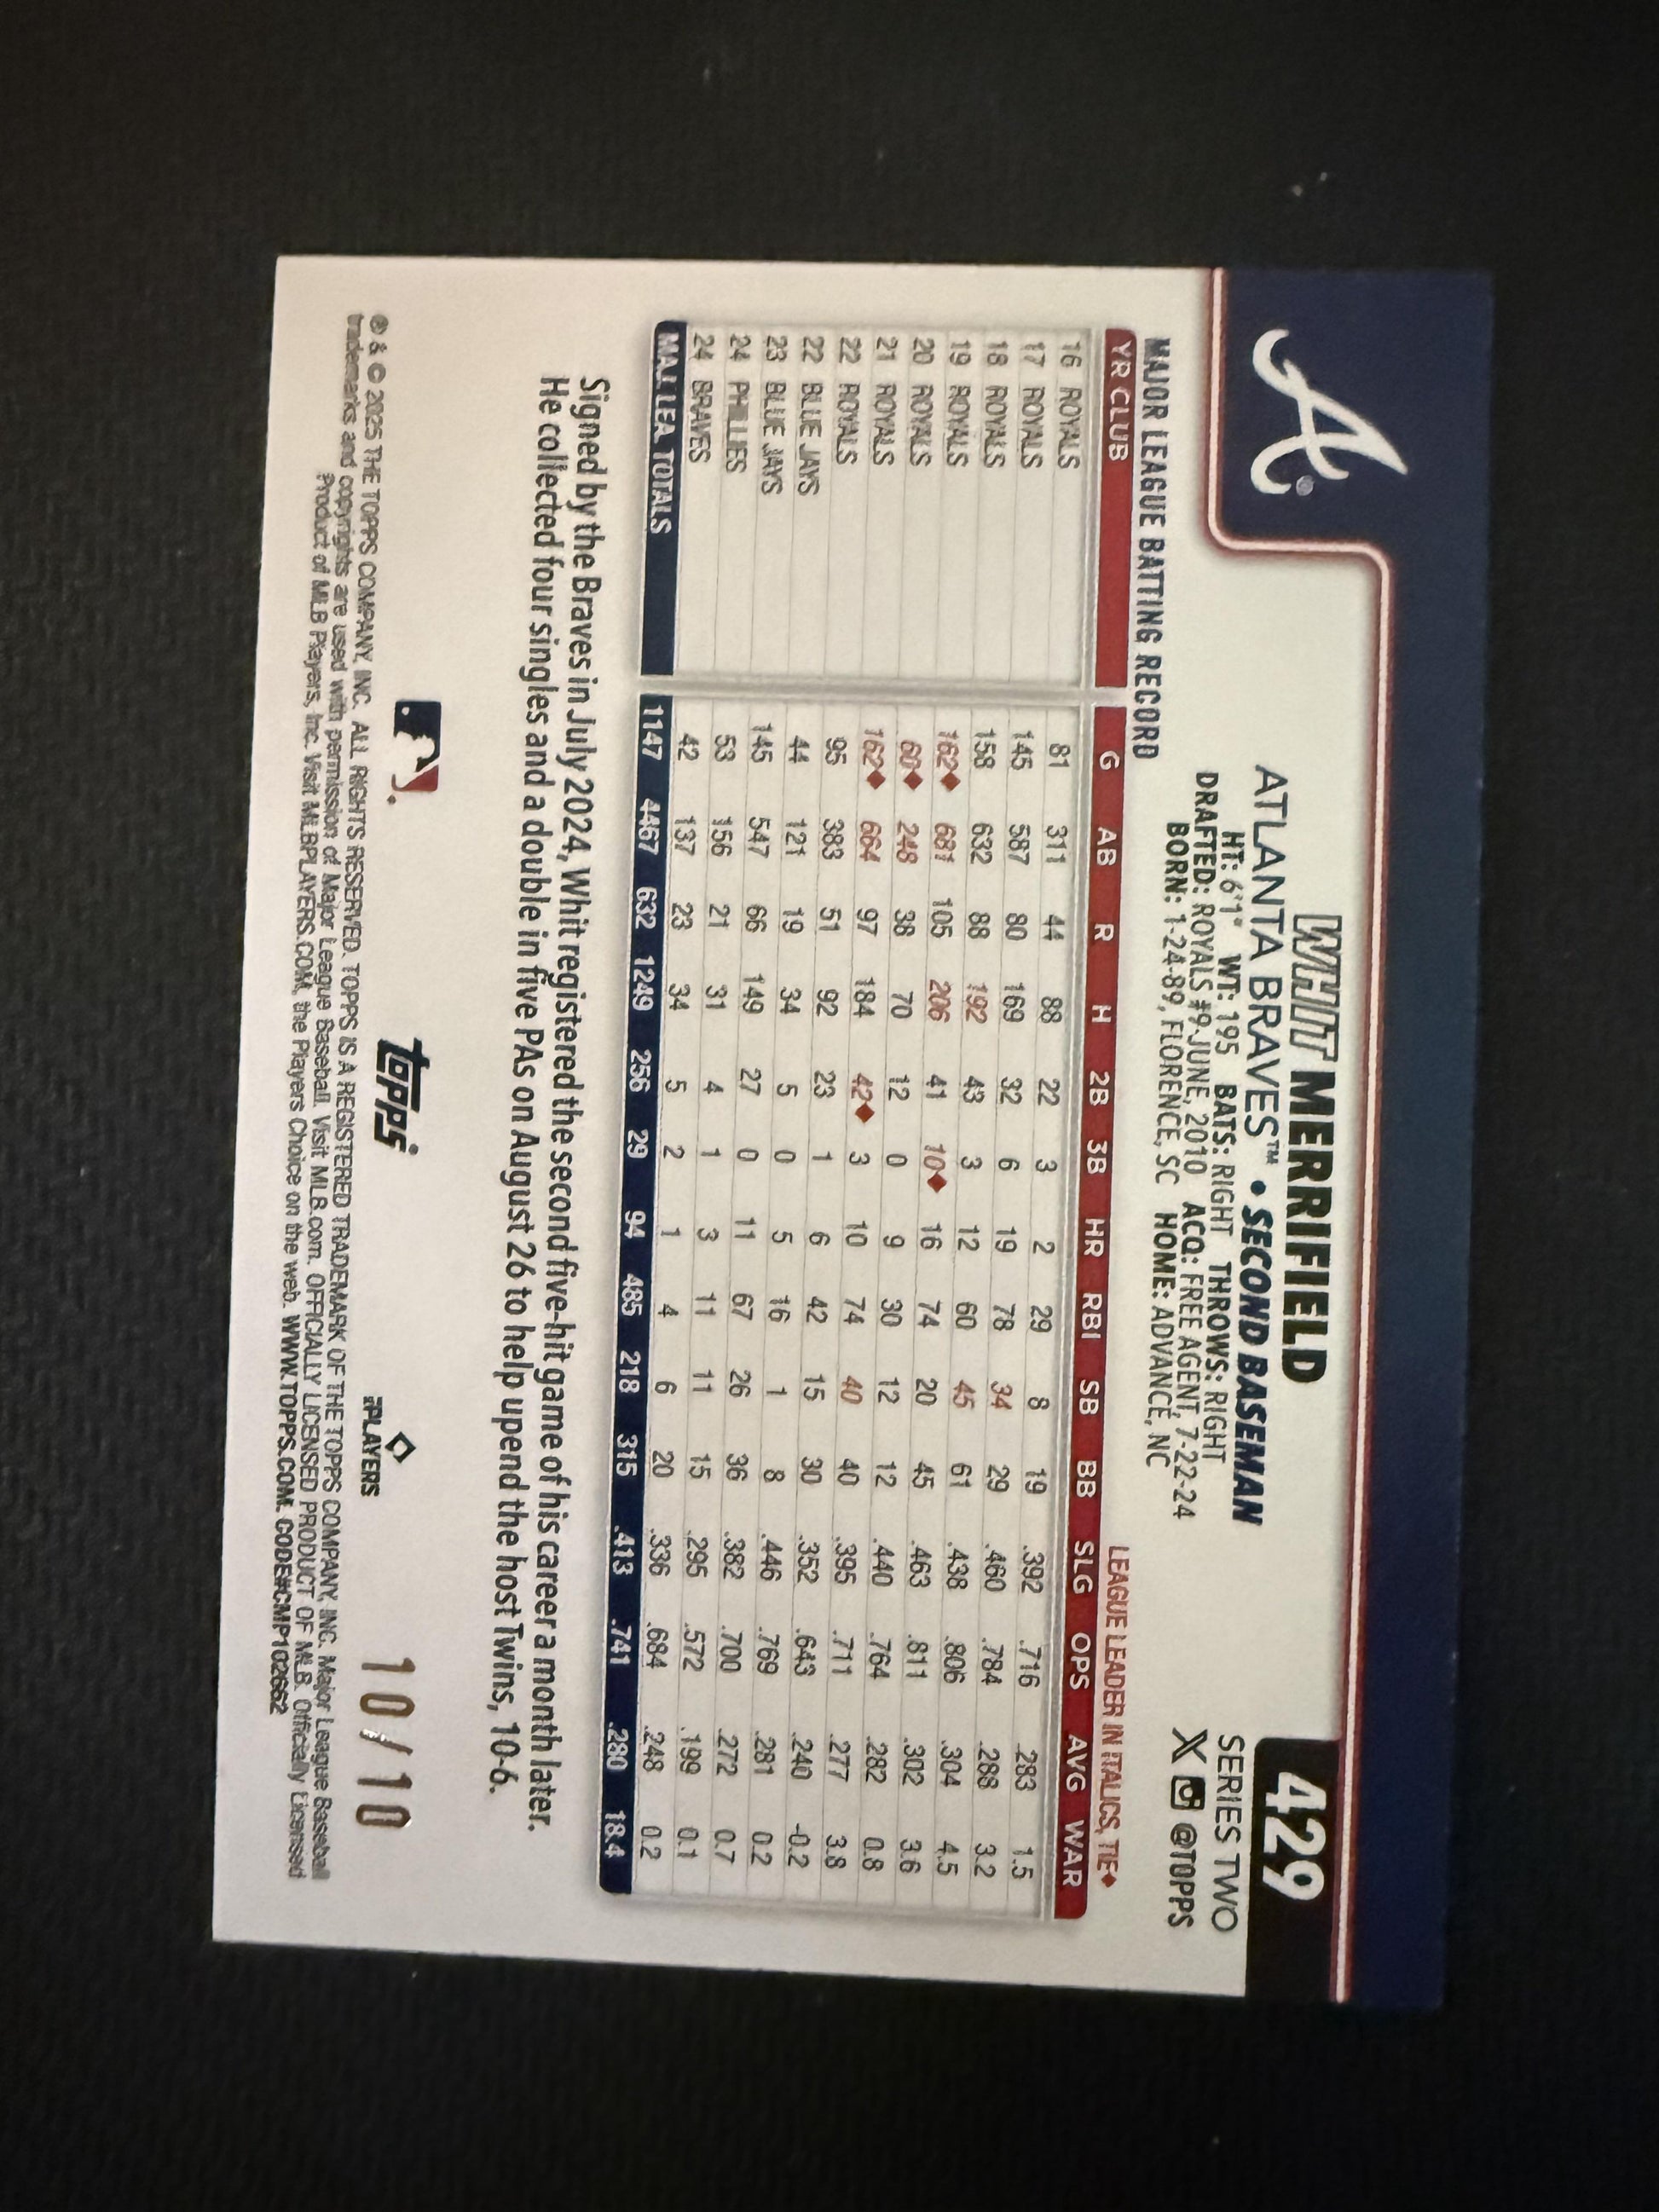 429
WHIT MERRIFIELD
ATLANTA BRAVES™ • SECOND BASEMAN
SERIES TWO
HT: 6'1" WT: 195 BATS: RIGHT THROWS: RIGHT
DRAFTED: ROYALS #9-JUNE, 2010 ACQ: FREE AGENT, 7-22-24
BORN: 1-24-89, FLORENCE, SC HOME: ADVANCE, NC
X @TOPPS
A®
MAJOR LEAGUE BATTING RECORD
LEAGUE LEADER IN ITALICS, TIE♦
YR CLUB G AB R H 2B 3B HR RBI SB BB SLG OPS AVG WAR
16 ROYALS 81 311 44 88 22 3 2 29 8 19 .392 .716 .283 1.5
17 ROYALS 145 587 80 169 32 6 19 78 34 29 .460 .784 .288 3.2
18 ROYALS 158 632 88 192 43 3 12 60 45 61 .438 .806 .304 4.5
19 ROYALS 162♦ 681 105 206 41 10♦ 16 74 20 45 .463 .811 .302 3.6
20 ROYALS 60♦ 248 38 70 12 0 9 30 12 12 .440 .764 .282 0.8
21 ROYALS 162♦ 664 97 184 42♦ 3 10 74 40 40 .395 .711 .277 3.8
22 ROYALS 95 383 51 92 23 1 6 42 15 30 .352 .643 .240 -0.2
22 BLUE JAYS 44 121 19 34 5 0 5 16 1 8 .446 .769 .281 0.2
23 BLUE JAYS 145 547 66 149 27 0 11 67 26 36 .382 .700 .272 0.7
24 PHILLIES 53 156 21 31 4 1 3 11 11 15 .295 .572 .199 0.1
24 BRAVES 42 137 23 34 5 2 1 4 6 20 .336 .684 .248 0.2
MAJ. LEA. TOTALS 1147 4467 632 1249 256 29 94 485 218 315 .413 .741 .280 18.4
Signed by the Braves in July 2024, Whit registered the second five-hit game of his career a month later.
He collected four singles and a double in five PAs on August 26 to help upend the host Twins, 10-6.
topps
PLAYERS
10/10
® & © 2025 THE TOPPS COMPANY, INC. ALL RIGHTS RESERVED. TOPPS IS A REGISTERED TRADEMARK OF THE TOPPS COMPANY, INC. Major League Baseball
trademarks and copyrights are used with permission of Major League Baseball. Visit MLB.com. OFFICIALLY LICENSED PRODUCT OF MLB. Officially Licensed
Product of MLB Players, Inc. Visit MLBPLAYERS.COM, the Players Choice on the web. WWW.TOPPS.COM. CODE#CMP102662